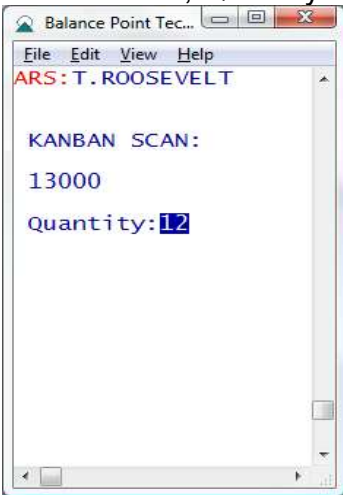 Balance Point Tec...
File Edit View Help
ARS:T.ROOSEVELT
KANBAN SCAN:
13000
Quantity:12